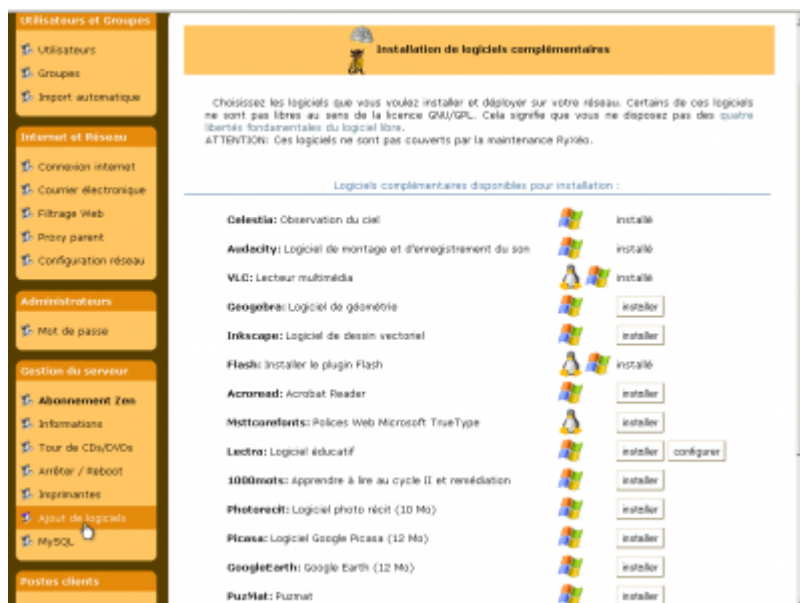 Utilisateurs et Groupes
Utilisateurs
Groupes
Import automatique
Internet et Réseau
Connexion internet
Courrier électronique
Filtrage Web
Proxy parent
Configuration réseau
Administrateurs
Mot de passe
Gestion du serveur
Abonnement Zen
Informations
Tour de CDs/DVDs
Arrêter / Reboot
Imprimantes
Ajout de logiciels
MySQL
Postes clients
Installation de logiciels complémentaires
Choisissez les logiciels que vous voulez installer et déployer sur votre réseau. Certains de ces logiciels
ne sont pas libres au sens de la licence GNU/GPL. Cela signifie que vous ne disposez pas des quatre
libertés fondamentales du logiciel libre.
ATTENTION: Ces logiciels ne sont pas couverts par la maintenance RyXéo.
Logiciels complémentaires disponibles pour installation :
Celestia: Observation du ciel installé
Audacity: Logiciel de montage et d'enregistrement du son installé
VLC: Lecteur multimédia installé
Geogebra: Logiciel de géométrie installer
Inkscape: Logiciel de dessin vectoriel installer
Flash: Installer le plugin Flash installé
Acroread: Acrobat Reader installer
Msttcorefonts: Polices Web Microsoft TrueType installer
Lectra: Logiciel éducatif installer configurer
1000mots: Apprendre à lire au cycle II et remédiation installer
Photorecit: Logiciel photo récit (10 Mo) installer
Picasa: Logiciel Google Picasa (12 Mo) installer
GoogleEarth: Google Earth (12 Mo) installer
PuzMat: Puzmat installer